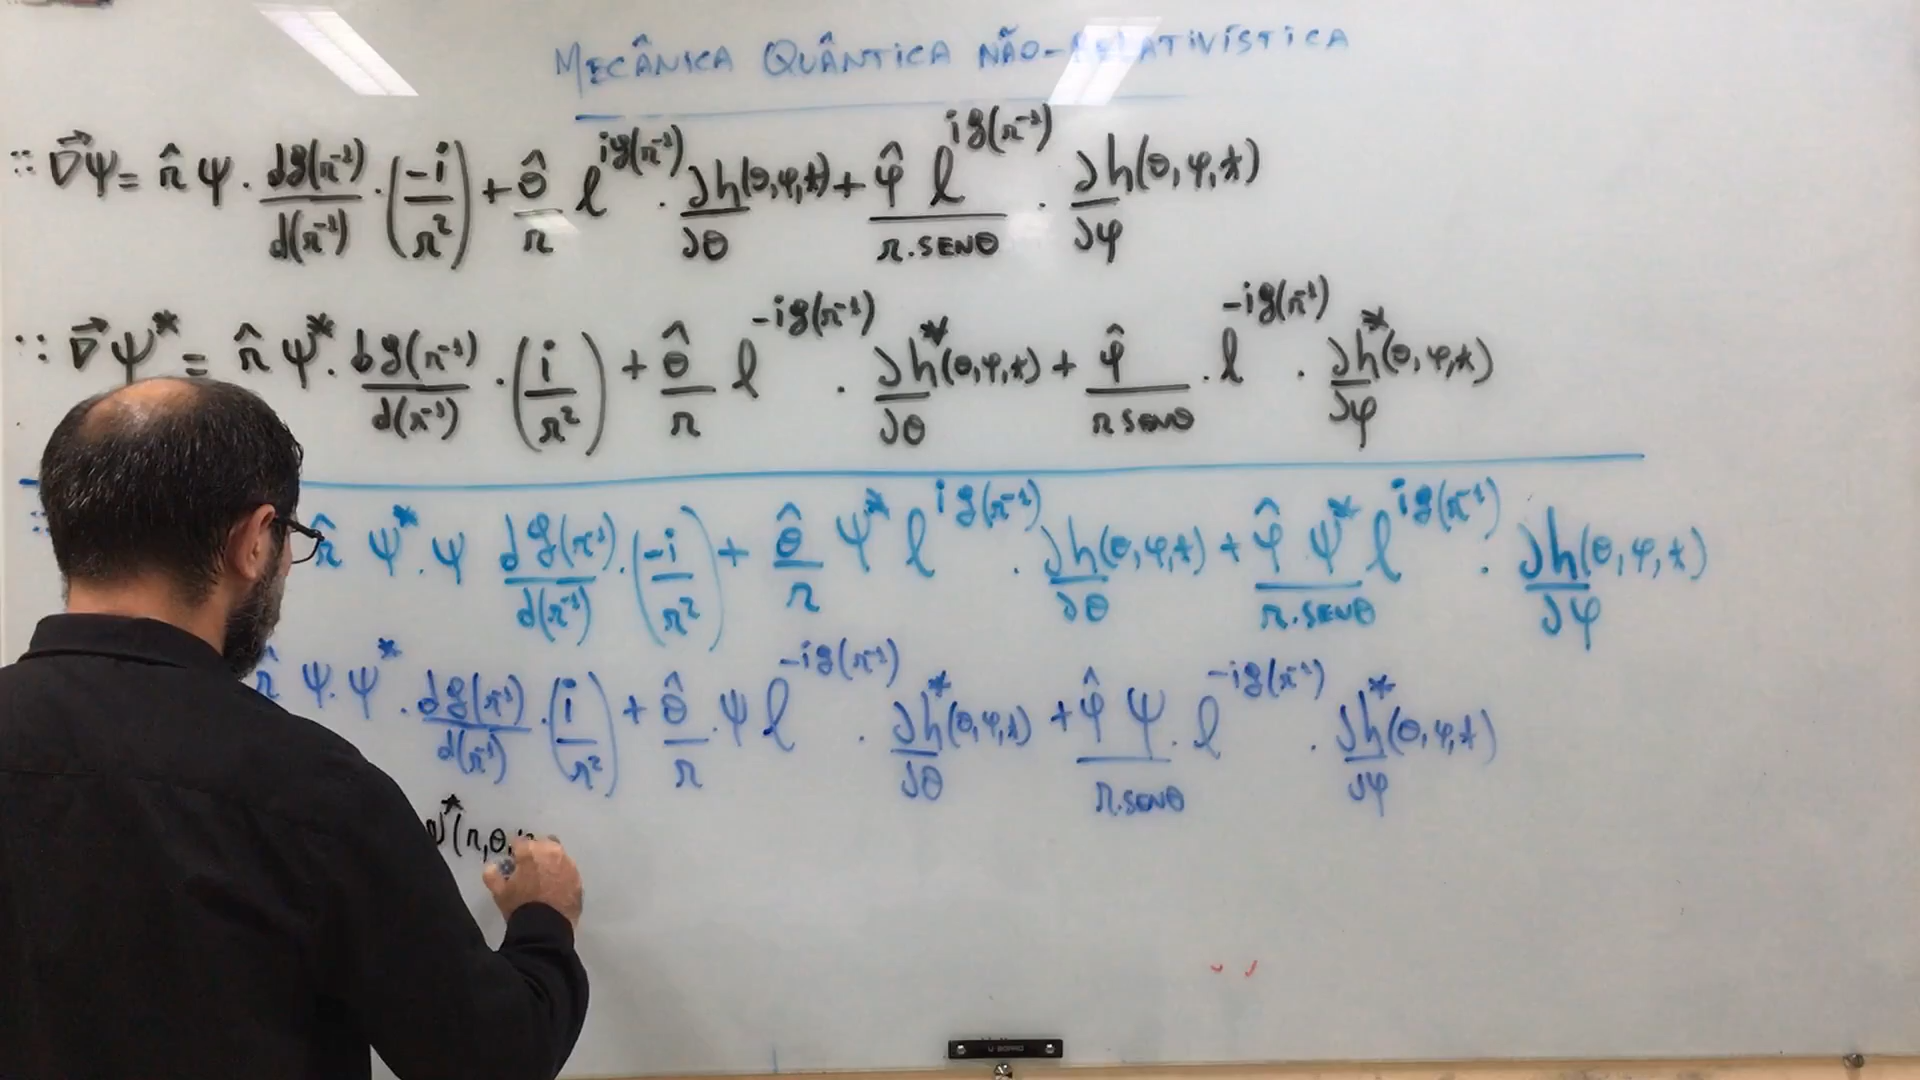 MECÂNICA QUÂNTICA NÃO-RELATIVÍSTICA
∴ ∇⃗ψ = r̂ ψ · dg(r⁻¹)/d(r⁻¹) · (-i/r²) + θ̂/r e^{ig(r⁻¹)} · ∂h(θ,φ,t)/∂θ + φ̂ e^{ig(r⁻¹)}/(r.SENθ) · ∂h(θ,φ,t)/∂φ
∴ ∇⃗ψ* = r̂ ψ* · dg(r⁻¹)/d(r⁻¹) · (i/r²) + θ̂/r e^{-ig(r⁻¹)} · ∂h*(θ,φ,t)/∂θ + φ̂/(r SENθ) · e^{-ig(r⁻¹)} · ∂h*(θ,φ,t)/∂φ
r̂ ψ*·ψ dg(r⁻¹)/d(r⁻¹) · (-i/r²) + θ̂/r ψ* e^{ig(r⁻¹)} · ∂h(θ,φ,t)/∂θ + φ̂ ψ*/(r.SENθ) e^{ig(r⁻¹)} · ∂h(θ,φ,t)/∂φ
r̂ ψ·ψ* · dg(r⁻¹)/d(r⁻¹) · (i/r²) + θ̂/r · ψ e^{-ig(r⁻¹)} · ∂h*(θ,φ,t)/∂θ + φ̂ ψ/(r.SENθ) · e^{-ig(r⁻¹)} · ∂h*(θ,φ,t)/∂φ
ψ*(r,θ,